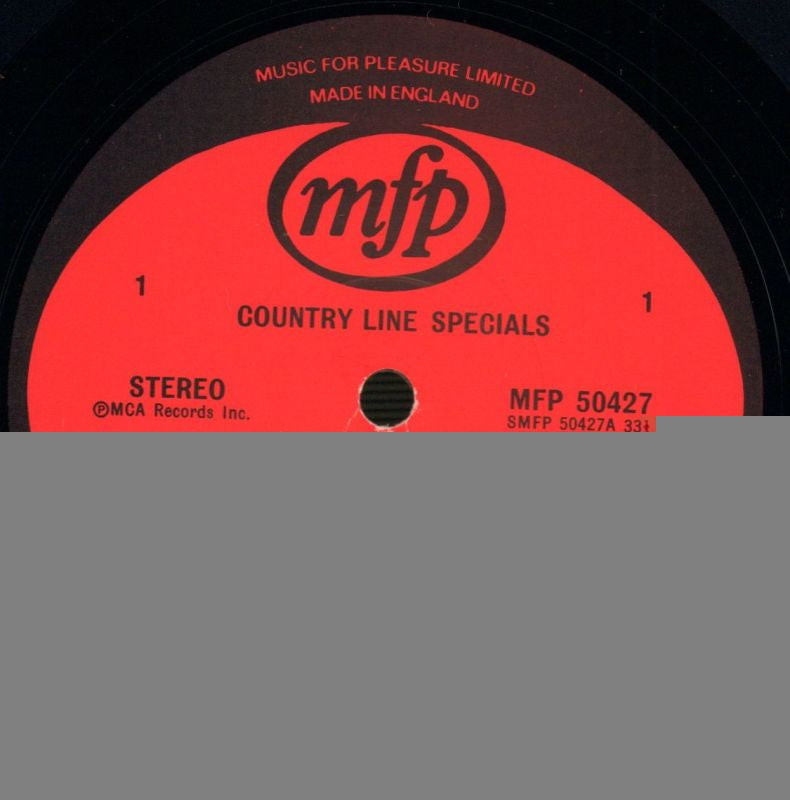 MUSIC FOR PLEASURE LIMITED
MADE IN ENGLAND
mfp
1
1
COUNTRY LINE SPECIALS
STEREO
ⓅMCA Records Inc.
MFP 50427
SMFP 50427A 33⅓